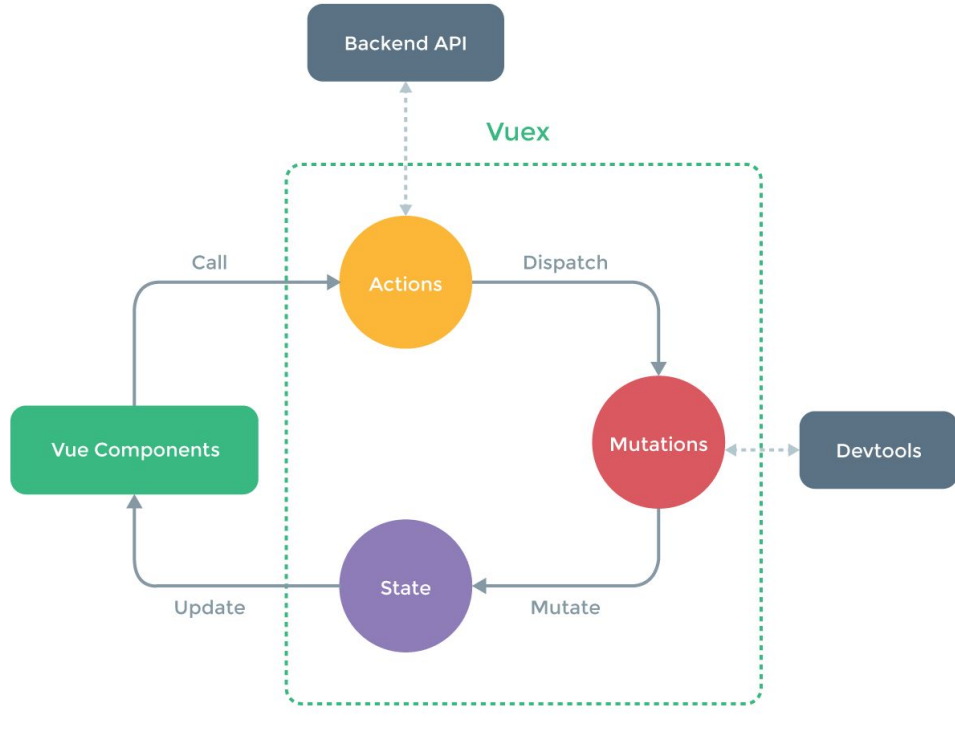 Backend API
Vuex
Call
Actions
Dispatch
Vue Components
Mutations
Devtools
State
Update
Mutate